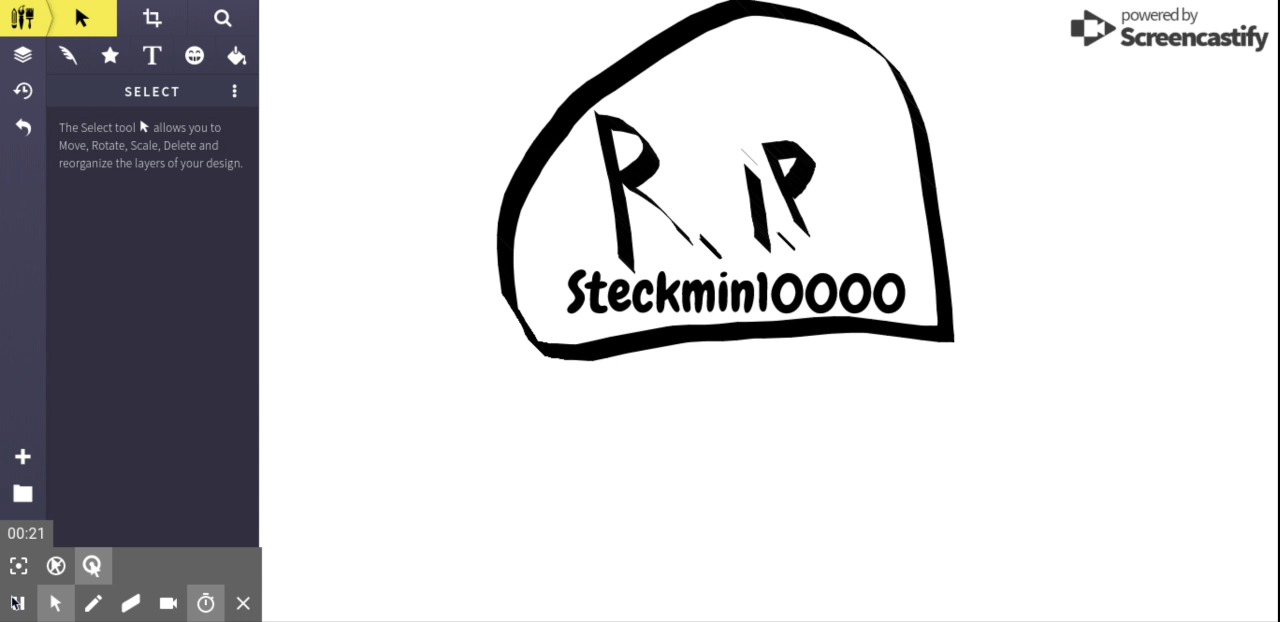 powered by
Screencastify
T
SELECT
The Select tool allows you to
Move, Rotate, Scale, Delete and
reorganize the layers of your design.
R.IP.
Steckmin10000
00:21